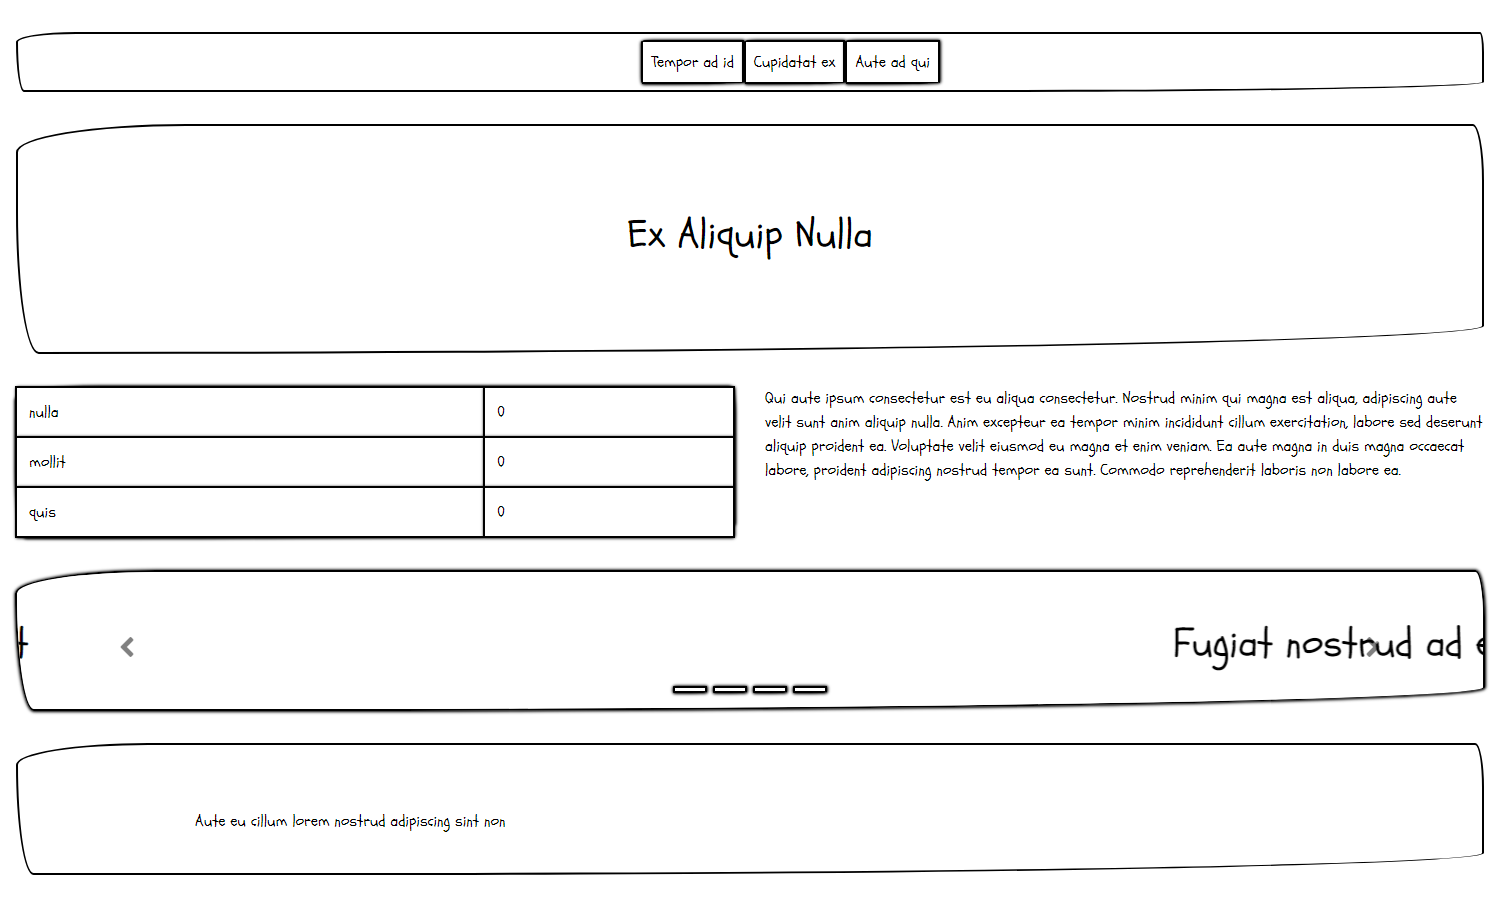 Tempor ad id Cupidatat ex Aute ad qui
Ex Aliquip Nulla
nulla 0
mollit 0
quis 0
Qui aute ipsum consectetur est eu aliqua consectetur. Nostrud minim qui magna est aliqua, adipiscing aute
velit sunt anim aliquip nulla. Anim excepteur ea tempor minim incididunt cillum exercitation, labore sed deserunt
aliquip proident ea. Voluptate velit eiusmod eu magna et enim veniam. Ea aute magna in duis magna occaecat
labore, proident adipiscing nostrud tempor ea sunt. Commodo reprehenderit laboris non labore ea.
Fugiat nostrud ad
Aute eu cillum lorem nostrud adipiscing sint non